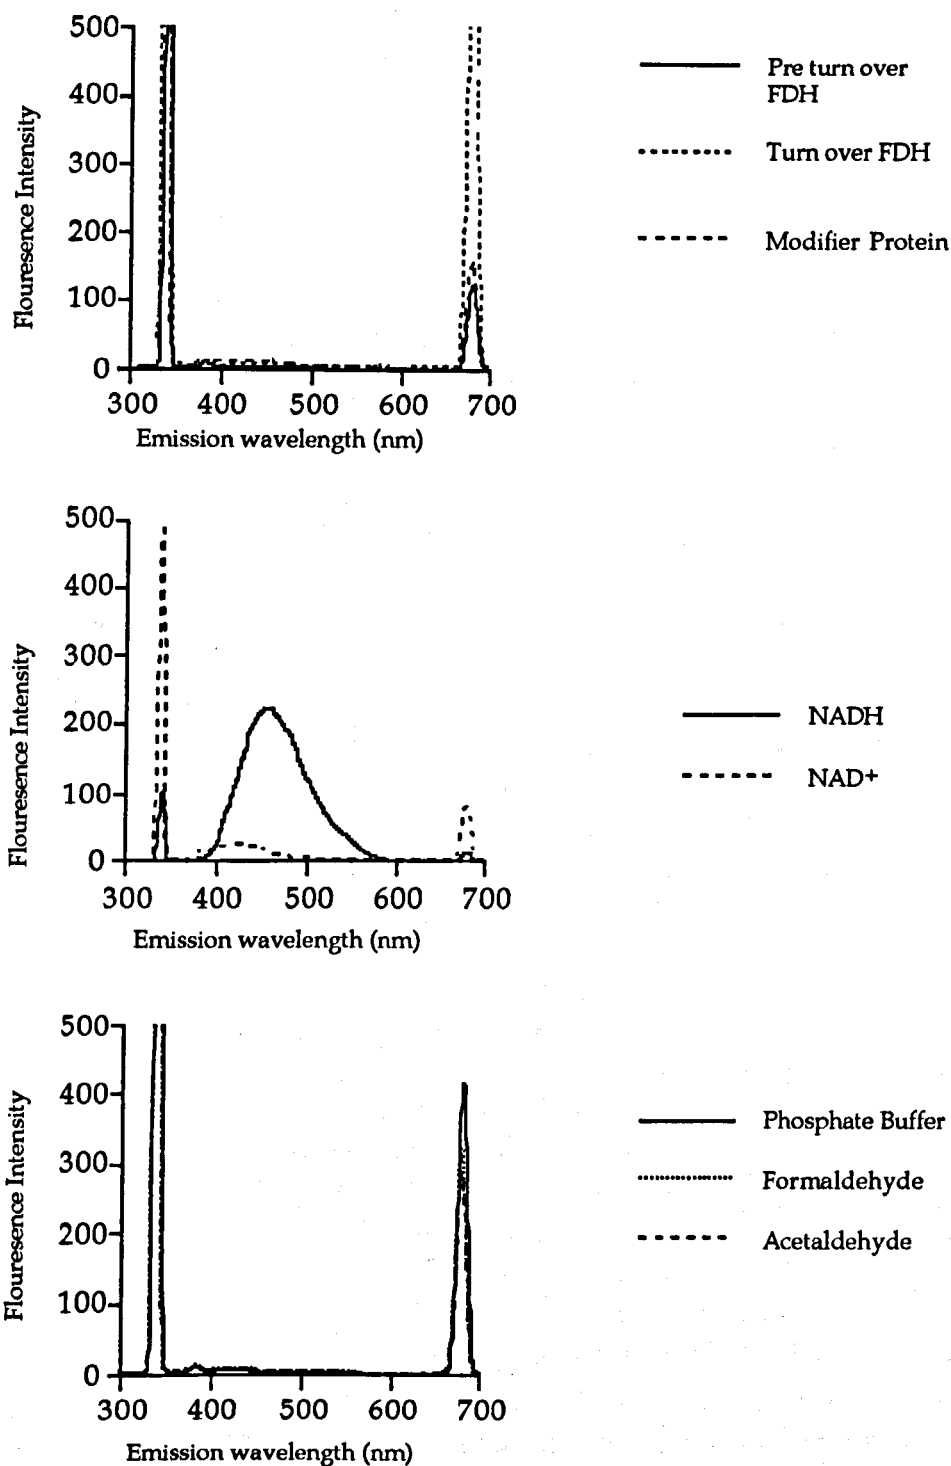 500
400
300
200
100
0
300 400 500 600 700
Flouresence Intensity
Emission wavelength (nm)
Pre turn over
FDH
Turn over FDH
Modifier Protein
500
400
300
200
100
0
300 400 500 600 700
Flouresence Intensity
Emission wavelength (nm)
NADH
NAD+
500
400
300
200
100
0
300 400 500 600 700
Flouresence Intensity
Emission wavelength (nm)
Phosphate Buffer
Formaldehyde
Acetaldehyde